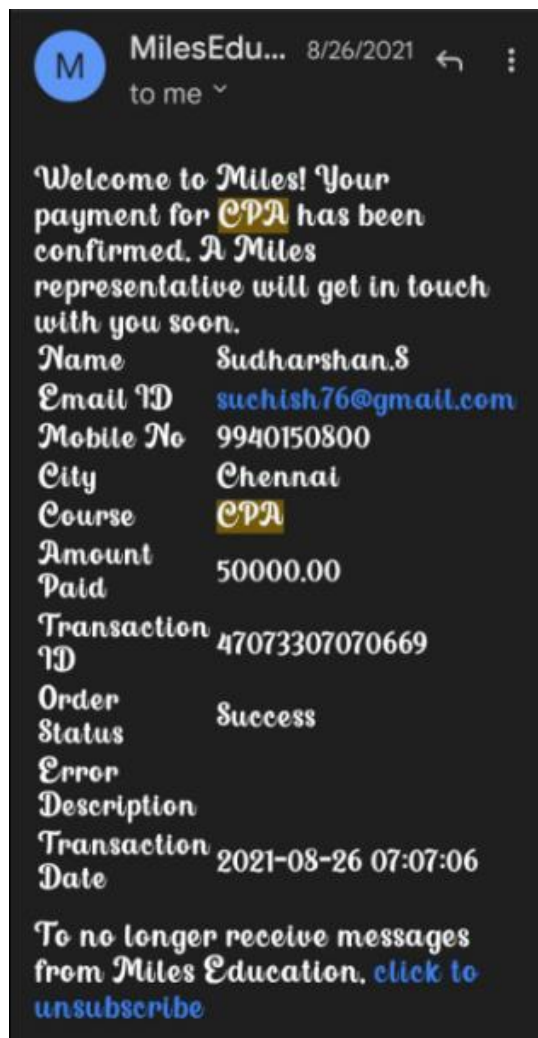 M
MilesEdu... 8/26/2021
to me
Welcome to Miles! Your
payment for CPA has been
confirmed. A Miles
representative will get in touch
with you soon.
Name Sudharshan.S
Email ID suchish76@gmail.com
Mobile No 9940150800
City Chennai
Course CPA
Amount
Paid 50000.00
Transaction
ID 47073307070669
Order
Status Success
Error
Description
Transaction
Date 2021-08-26 07:07:06
To no longer receive messages
from Miles Education, click to
unsubscribe